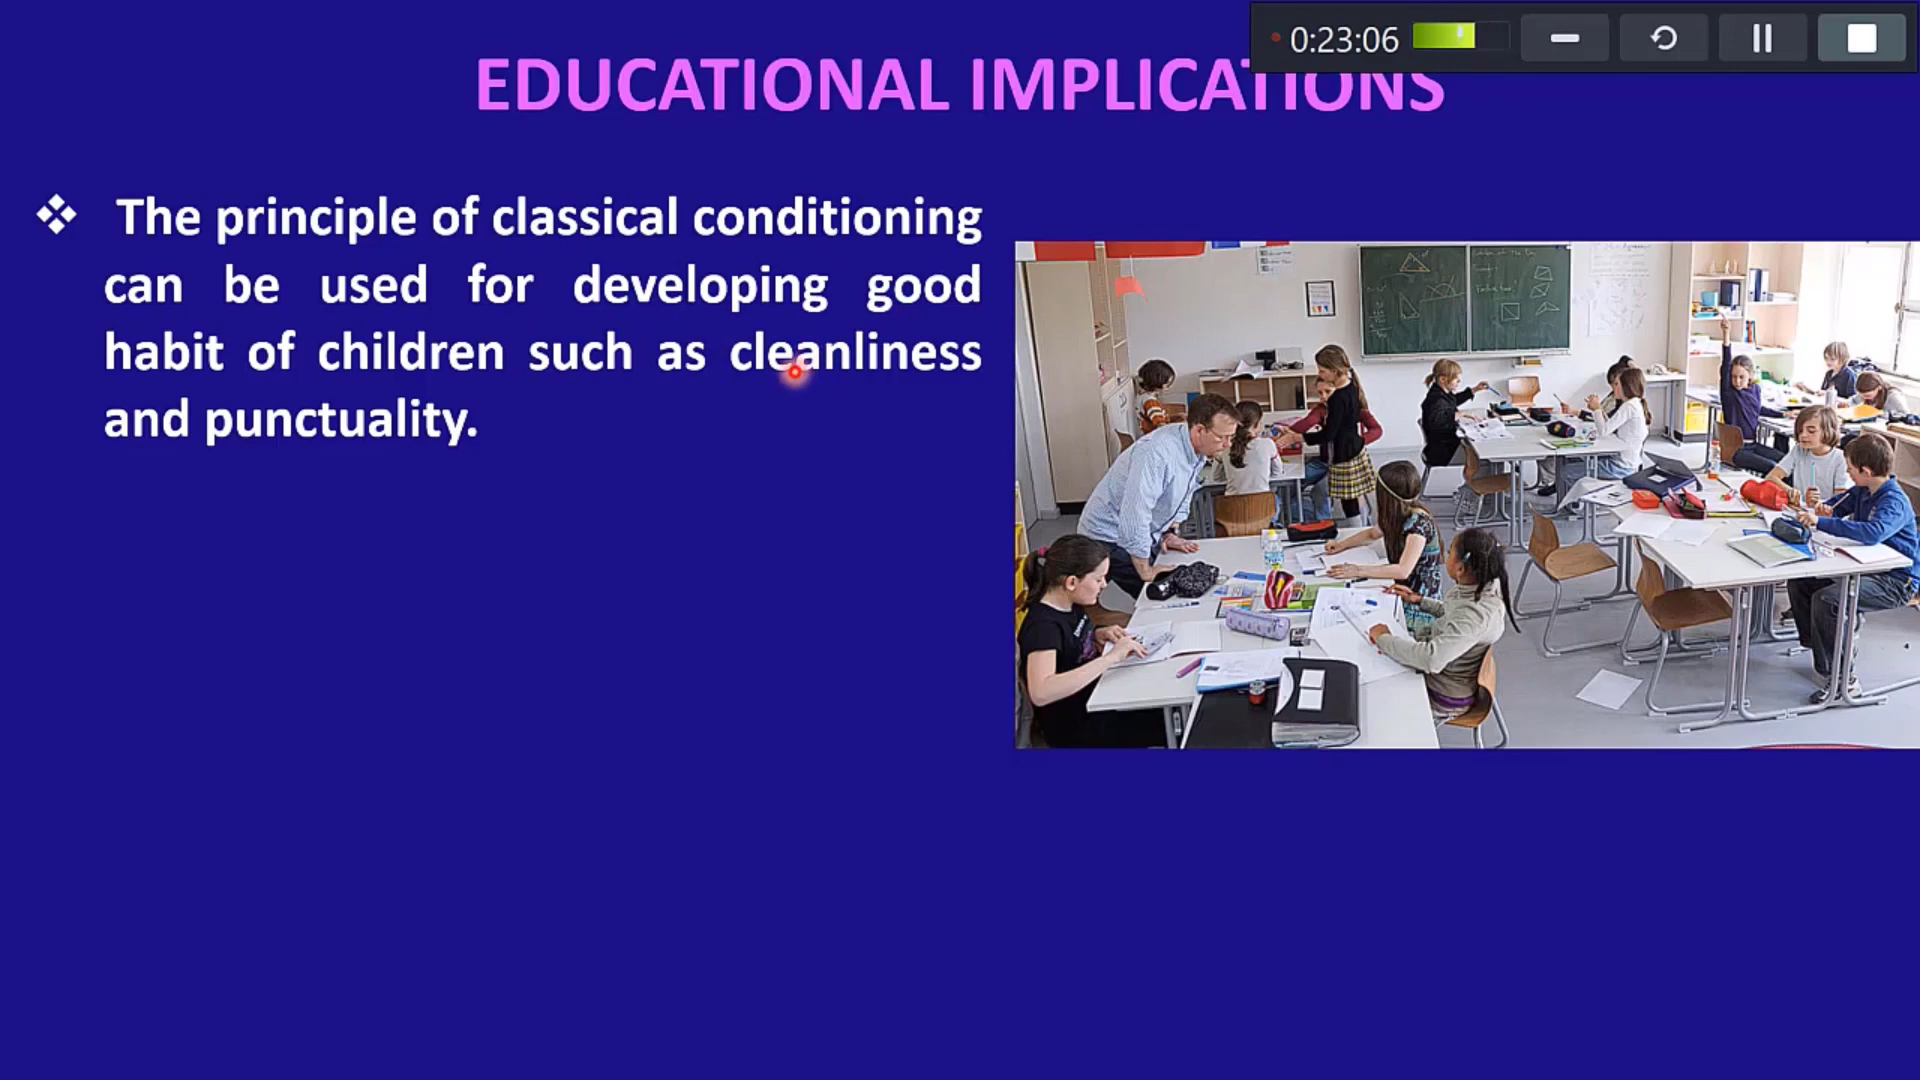 0:23:06
EDUCATIONAL IMPLICATIONS
❖ The principle of classical conditioning
can be used for developing good
habit of children such as cleanliness
and punctuality.